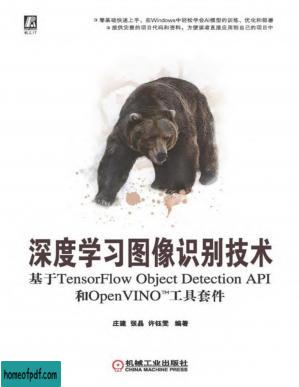 零基础快速上手，在Windows中轻松学会AI模型的训练、优化和部署
提供完整的项目代码和资料，方便读者直接应用到自己的项目中
机工IT
深度学习图像识别技术
基于TensorFlow Object Detection API
和OpenVINO™工具套件
庄建 张晶 许钰雯 编著
机械工业出版社
CHINA MACHINE PRESS
homeofpdf.com
homeofpdf.com